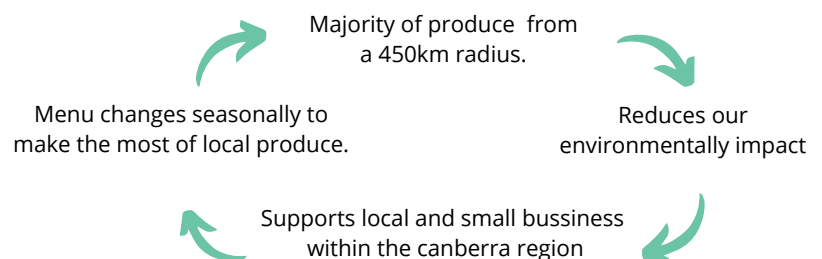 Majority of produce from
a 450km radius.
Menu changes seasonally to
make the most of local produce.
Reduces our
environmentally impact
Supports local and small bussiness
within the canberra region